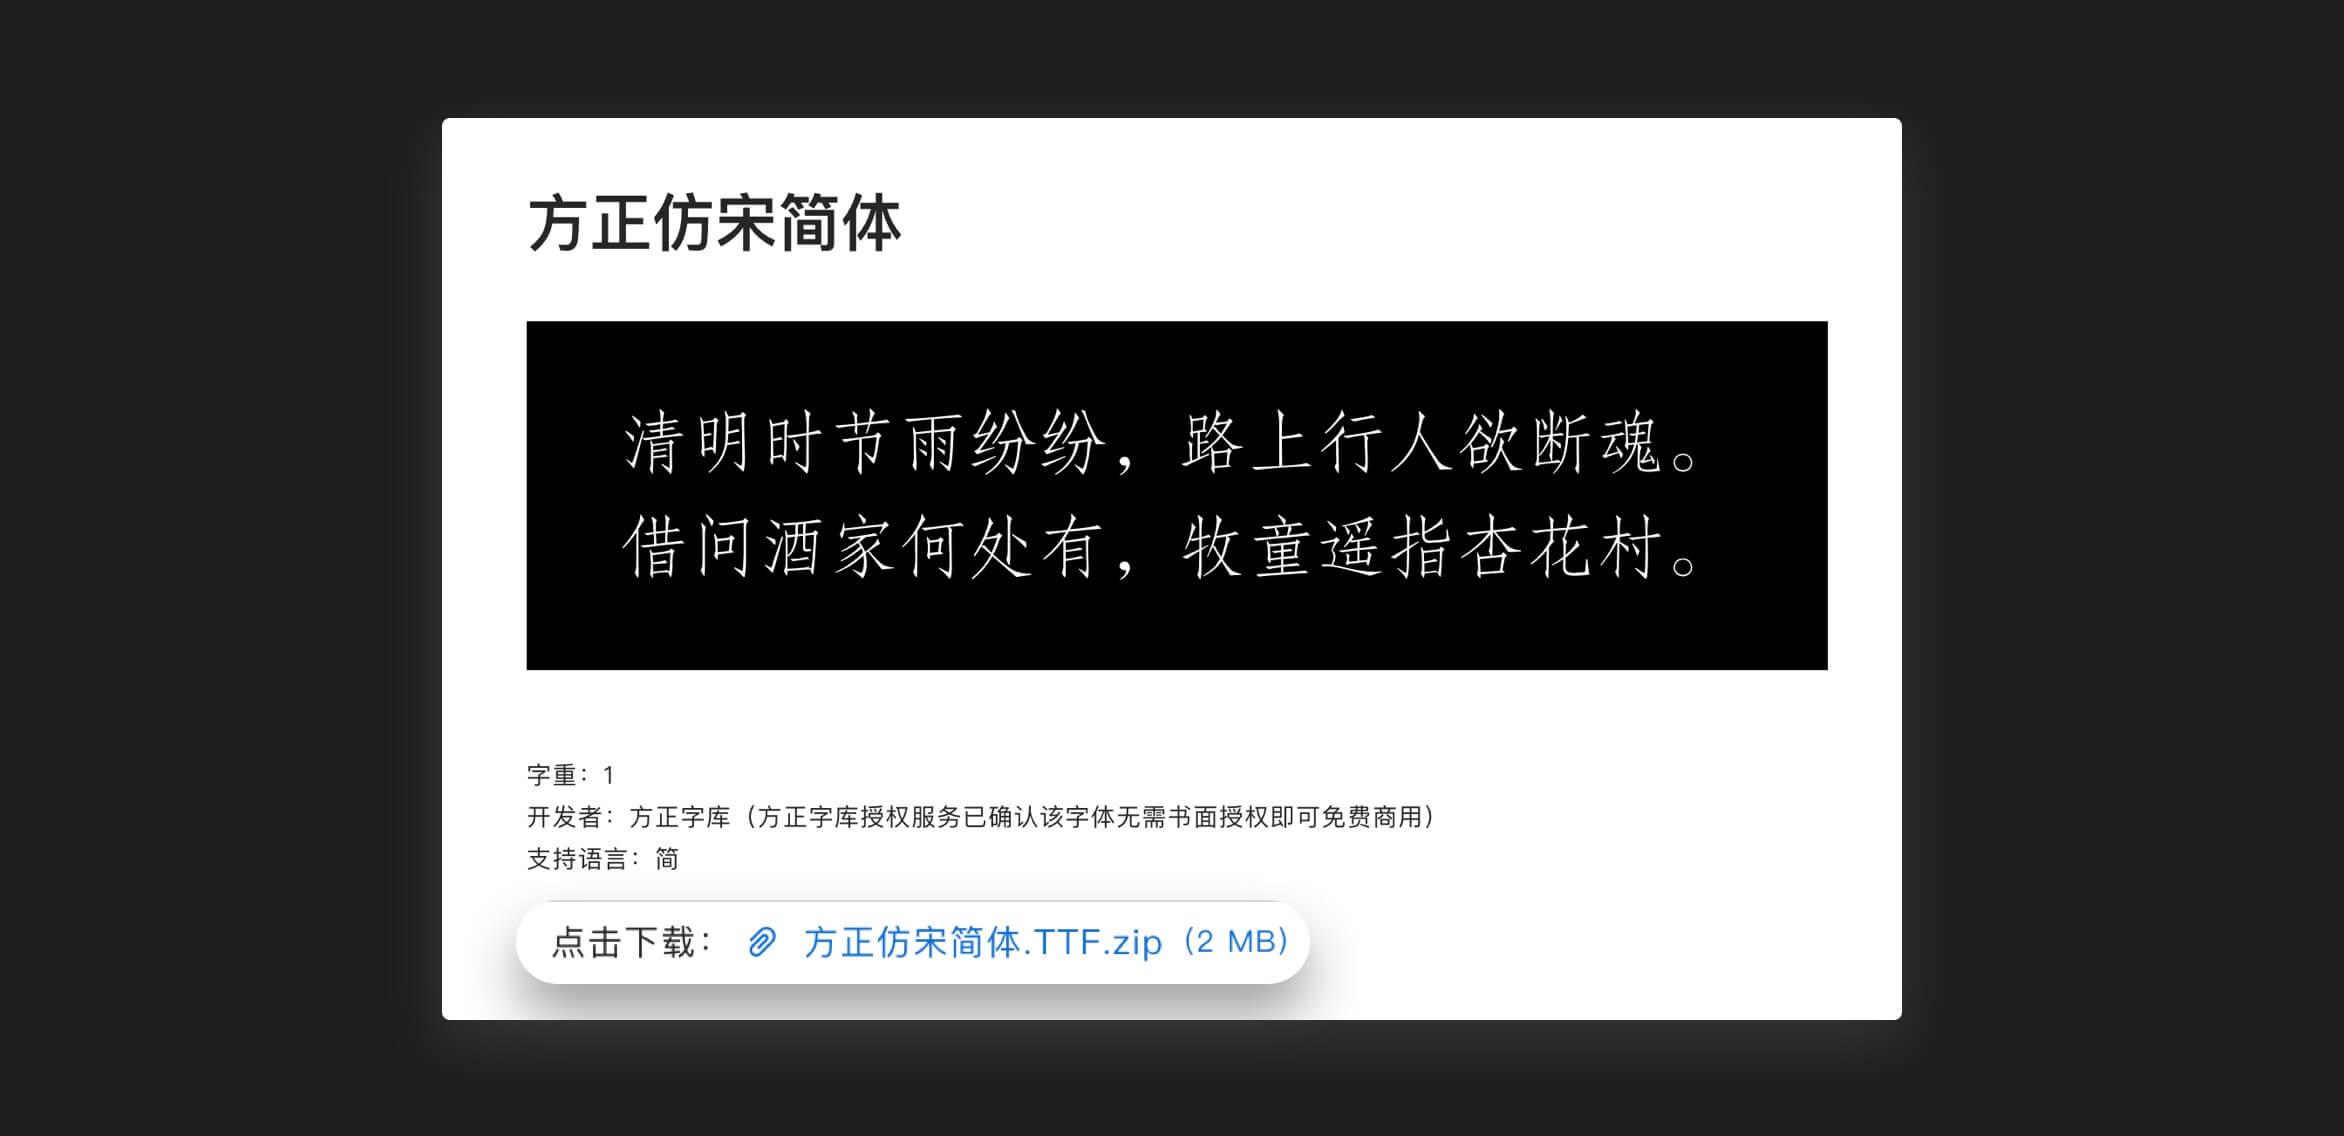 方正仿宋简体
清明时节雨纷纷，路上行人欲断魂。
借问酒家何处有，牧童遥指杏花村。
字重：1
开发者：方正字库（方正字库授权服务已确认该字体无需书面授权即可免费商用）
支持语言：简
点击下载： 方正仿宋简体.TTF.zip（2 MB）